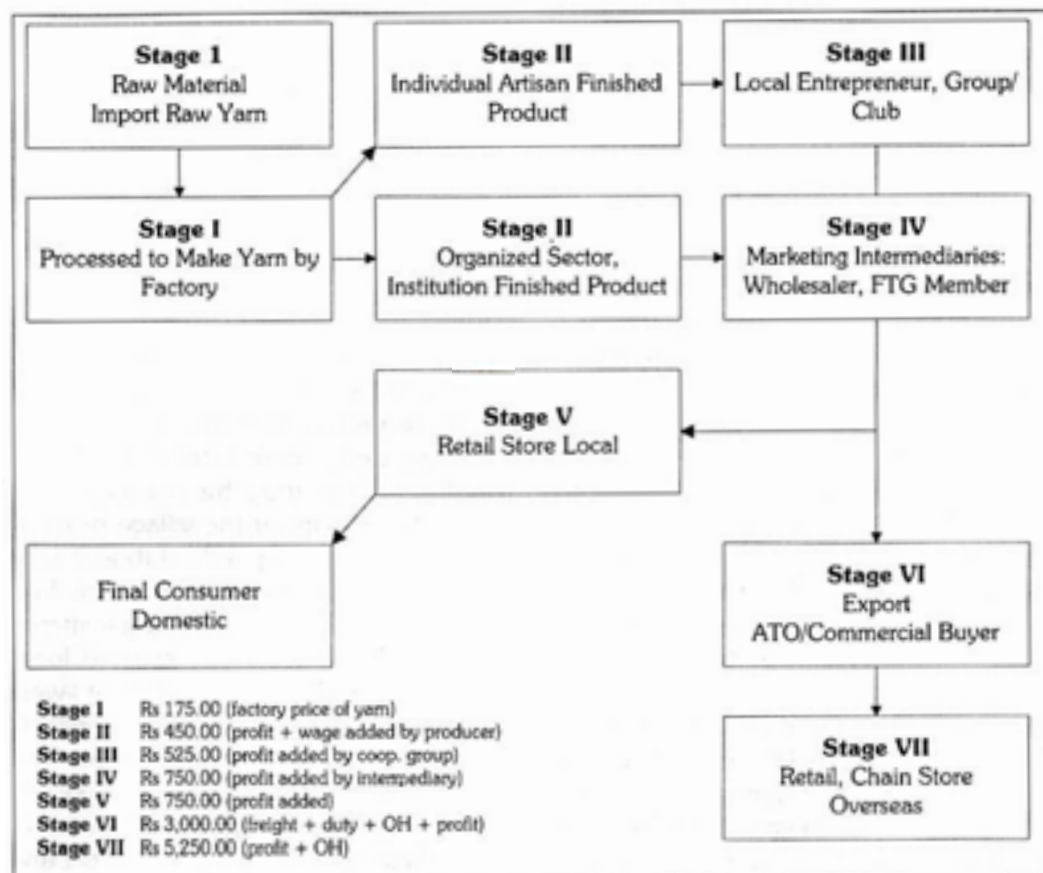 Stage 1
Raw Material
Import Raw Yarn
Stage II
Individual Artisan Finished
Product
Stage III
Local Entrepreneur, Group/
Club
Stage I
Processed to Make Yarn by
Factory
Stage II
Organized Sector,
Institution Finished Product
Stage IV
Marketing Intermediaries:
Wholesaler, FTG Member
Stage V
Retail Store Local
Final Consumer
Domestic
Stage VI
Export
ATO/Commercial Buyer
Stage VII
Retail, Chain Store
Overseas
Stage I Rs 175.00 (factory price of yarn)
Stage II Rs 450.00 (profit + wage added by producer)
Stage III Rs 525.00 (profit added by coop. group)
Stage IV Rs 750.00 (profit added by intermediary)
Stage V Rs 750.00 (profit added)
Stage VI Rs 3,000.00 (freight + duty + OH + profit)
Stage VII Rs 5,250.00 (profit + OH)